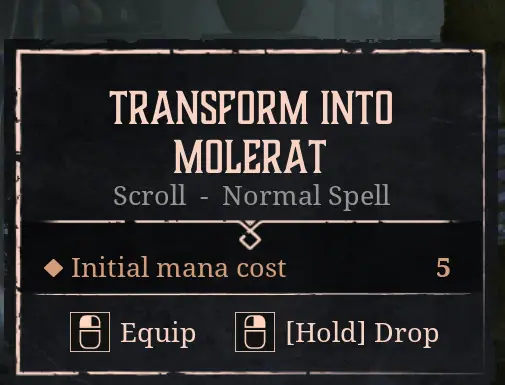 TRANSFORM INTO
MOLERAT
Scroll - Normal Spell
Initial mana cost 5
Equip [Hold] Drop